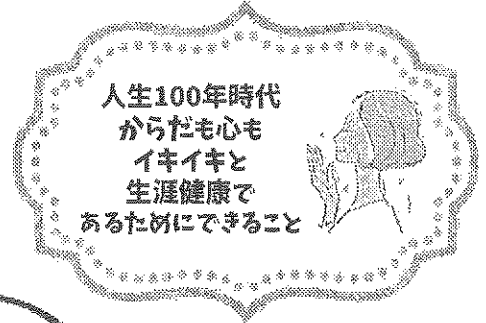 人生100年時代
からだも心も
イキイキと
生涯健康で
あるためにできること